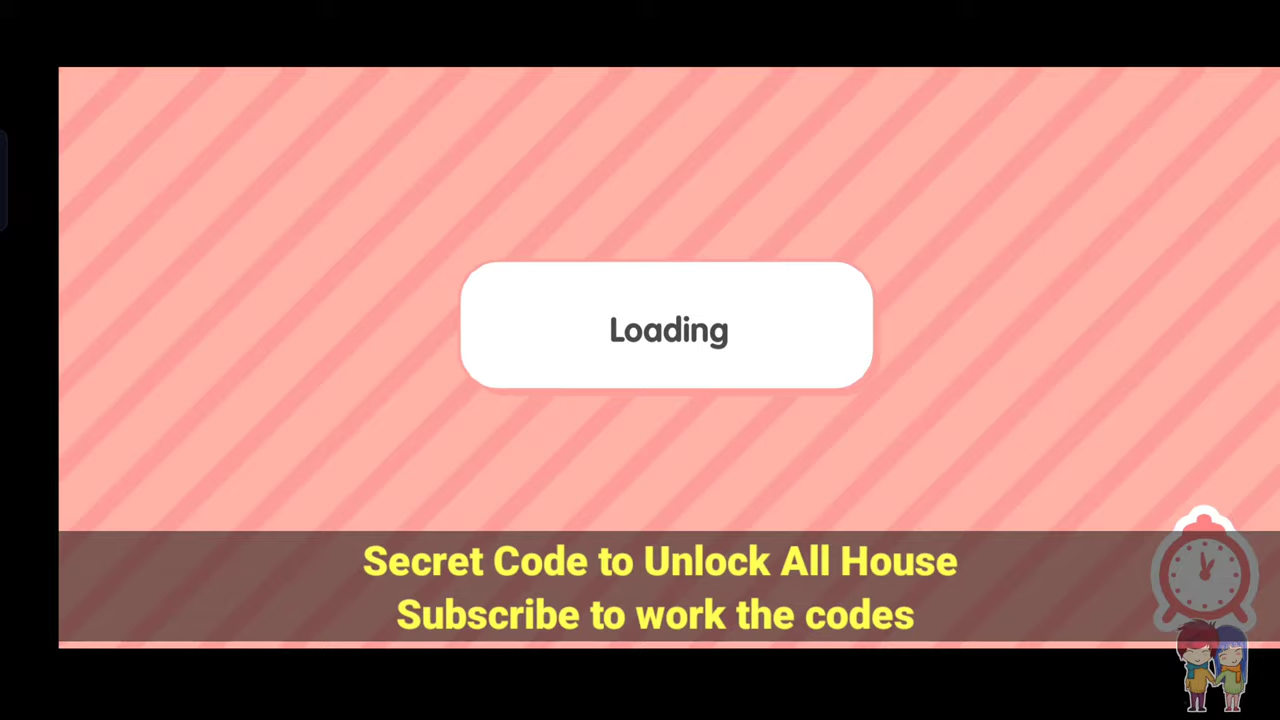 Loading
Secret Code to Unlock All House
Subscribe to work the codes